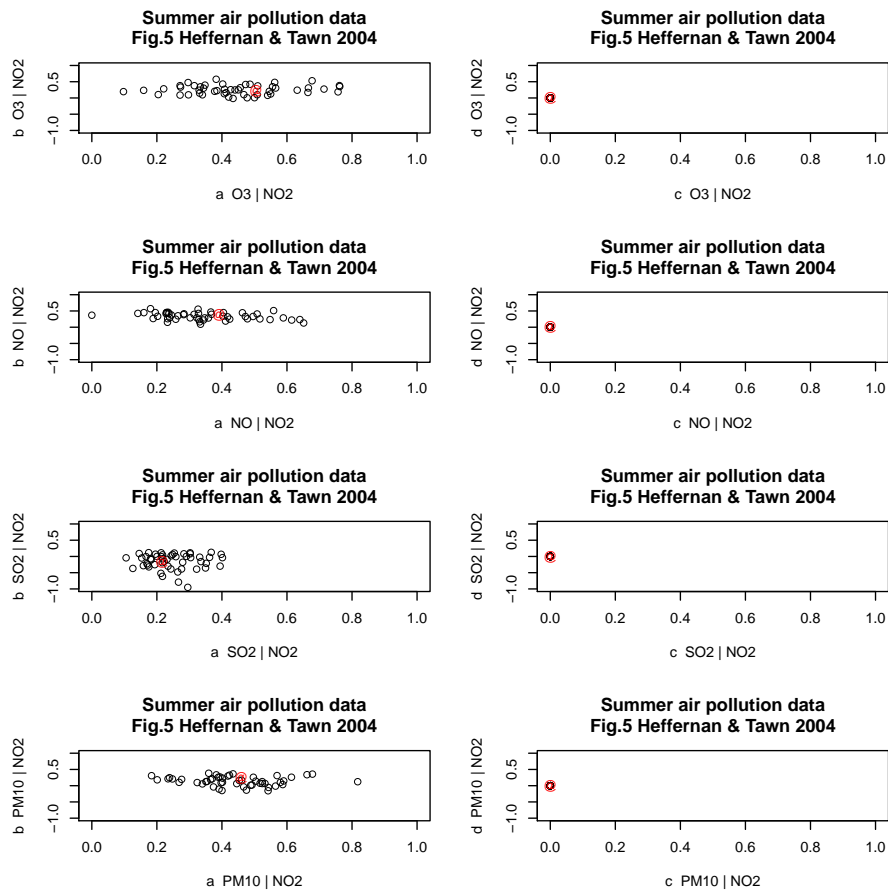 Summer air pollution data
Fig.5 Heffernan & Tawn 2004
b O3 | NO2
−1.0 0.5
0.0 0.2 0.4 0.6 0.8 1.0
a O3 | NO2
Summer air pollution data
Fig.5 Heffernan & Tawn 2004
d O3 | NO2
−1.0 0.5
0.0 0.2 0.4 0.6 0.8 1.0
c O3 | NO2
Summer air pollution data
Fig.5 Heffernan & Tawn 2004
b NO | NO2
−1.0 0.5
0.0 0.2 0.4 0.6 0.8 1.0
a NO | NO2
Summer air pollution data
Fig.5 Heffernan & Tawn 2004
d NO | NO2
−1.0 0.5
0.0 0.2 0.4 0.6 0.8 1.0
c NO | NO2
Summer air pollution data
Fig.5 Heffernan & Tawn 2004
b SO2 | NO2
−1.0 0.5
0.0 0.2 0.4 0.6 0.8 1.0
a SO2 | NO2
Summer air pollution data
Fig.5 Heffernan & Tawn 2004
d SO2 | NO2
−1.0 0.5
0.0 0.2 0.4 0.6 0.8 1.0
c SO2 | NO2
Summer air pollution data
Fig.5 Heffernan & Tawn 2004
b PM10 | NO2
−1.0 0.5
0.0 0.2 0.4 0.6 0.8 1.0
a PM10 | NO2
Summer air pollution data
Fig.5 Heffernan & Tawn 2004
d PM10 | NO2
−1.0 0.5
0.0 0.2 0.4 0.6 0.8 1.0
c PM10 | NO2